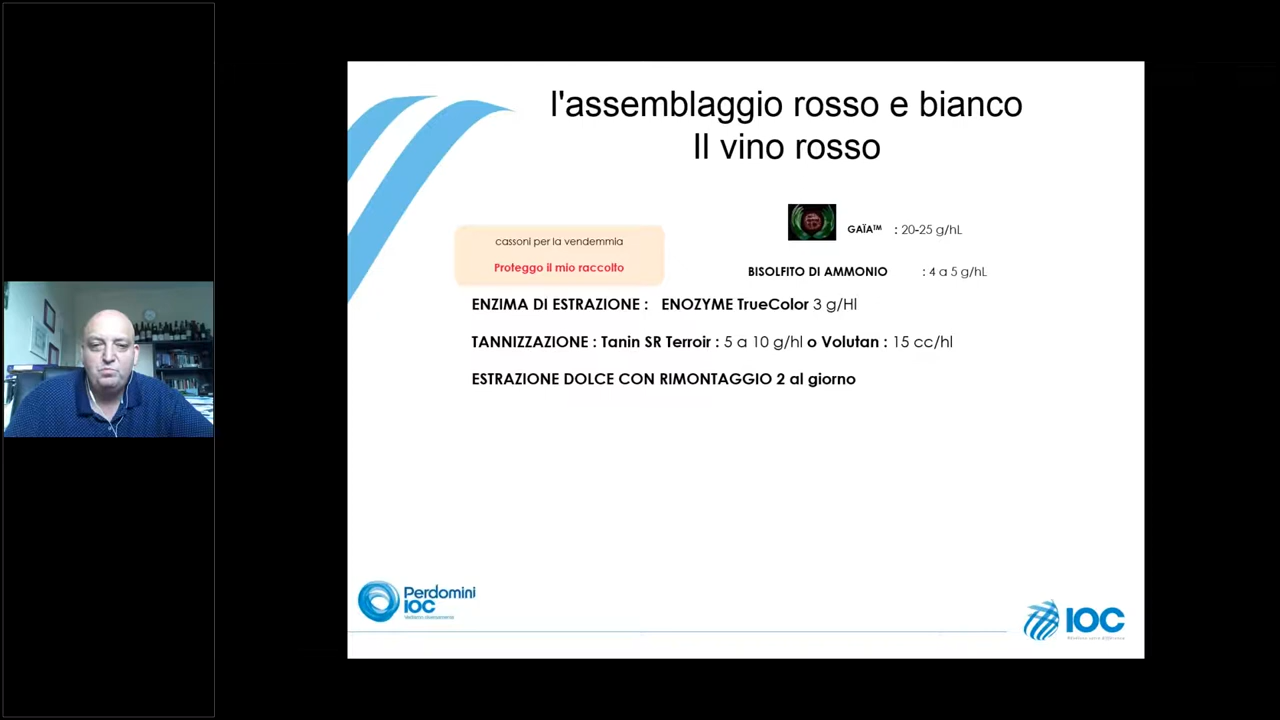 l'assemblaggio rosso e bianco
Il vino rosso
GAÏA™ : 20-25 g/hL
cassoni per la vendemmia
Proteggo il mio raccolto
BISOLFITO DI AMMONIO : 4 a 5 g/hL
ENZIMA DI ESTRAZIONE : ENOZYME TrueColor 3 g/Hl
TANNIZZAZIONE : Tanin SR Terroir : 5 a 10 g/hl o Volutan : 15 cc/hl
ESTRAZIONE DOLCE CON RIMONTAGGIO 2 al giorno
Perdomini
IOC
IOC